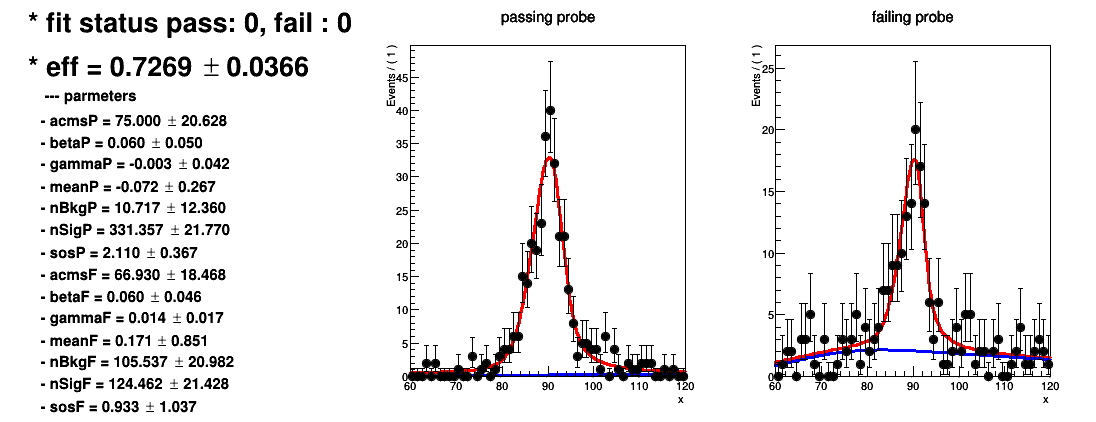 * fit status pass: 0, fail : 0
* eff = 0.7269 ± 0.0366
--- parmeters
- acmsP = 75.000 ± 20.628
- betaP = 0.060 ± 0.050
- gammaP = -0.003 ± 0.042
- meanP = -0.072 ± 0.267
- nBkgP = 10.717 ± 12.360
- nSigP = 331.357 ± 21.770
- sosP = 2.110 ± 0.367
- acmsF = 66.930 ± 18.468
- betaF = 0.060 ± 0.046
- gammaF = 0.014 ± 0.017
- meanF = 0.171 ± 0.851
- nBkgF = 105.537 ± 20.982
- nSigF = 124.462 ± 21.428
- sosF = 0.933 ± 1.037
passing probe
Events / ( 1 )
45
40
35
30
25
20
15
10
5
0
60 70 80 90 100 110 120
x
failing probe
Events / ( 1 )
25
20
15
10
5
0
60 70 80 90 100 110 120
x